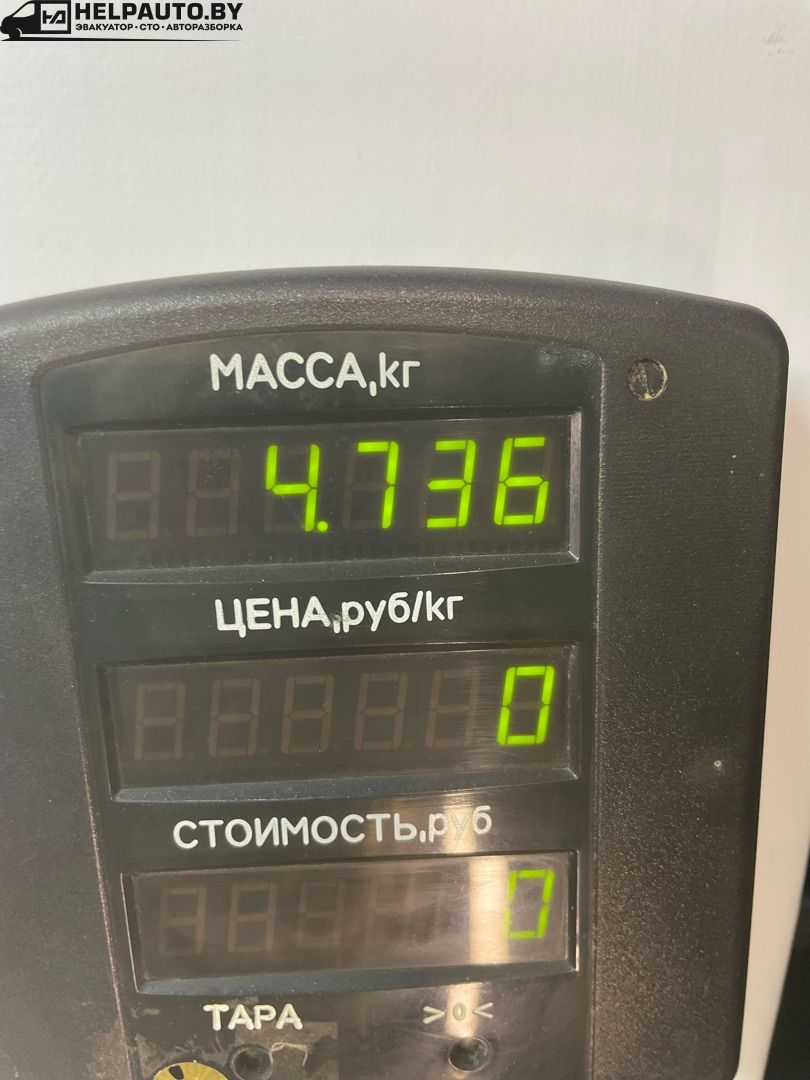 HELPAUTO.BY
ЭВАКУАТОР • СТО • АВТОРАЗБОРКА
МАССА,кг
4.736
ЦЕНА,руб/кг
0
СТОИМОСТЬ,руб
0
ТАРА >0<